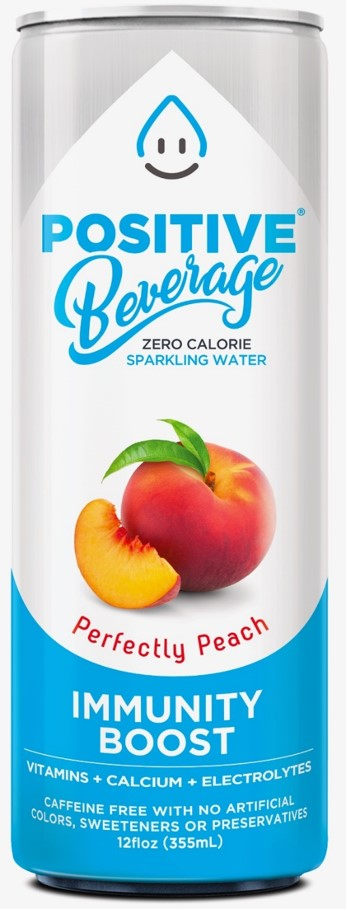 POSITIVE®
Beverage
ZERO CALORIE
SPARKLING WATER
Perfectly Peach
IMMUNITY
BOOST
VITAMINS + CALCIUM + ELECTROLYTES
CAFFEINE FREE WITH NO ARTIFICIAL
COLORS, SWEETENERS OR PRESERVATIVES
12floz (355mL)